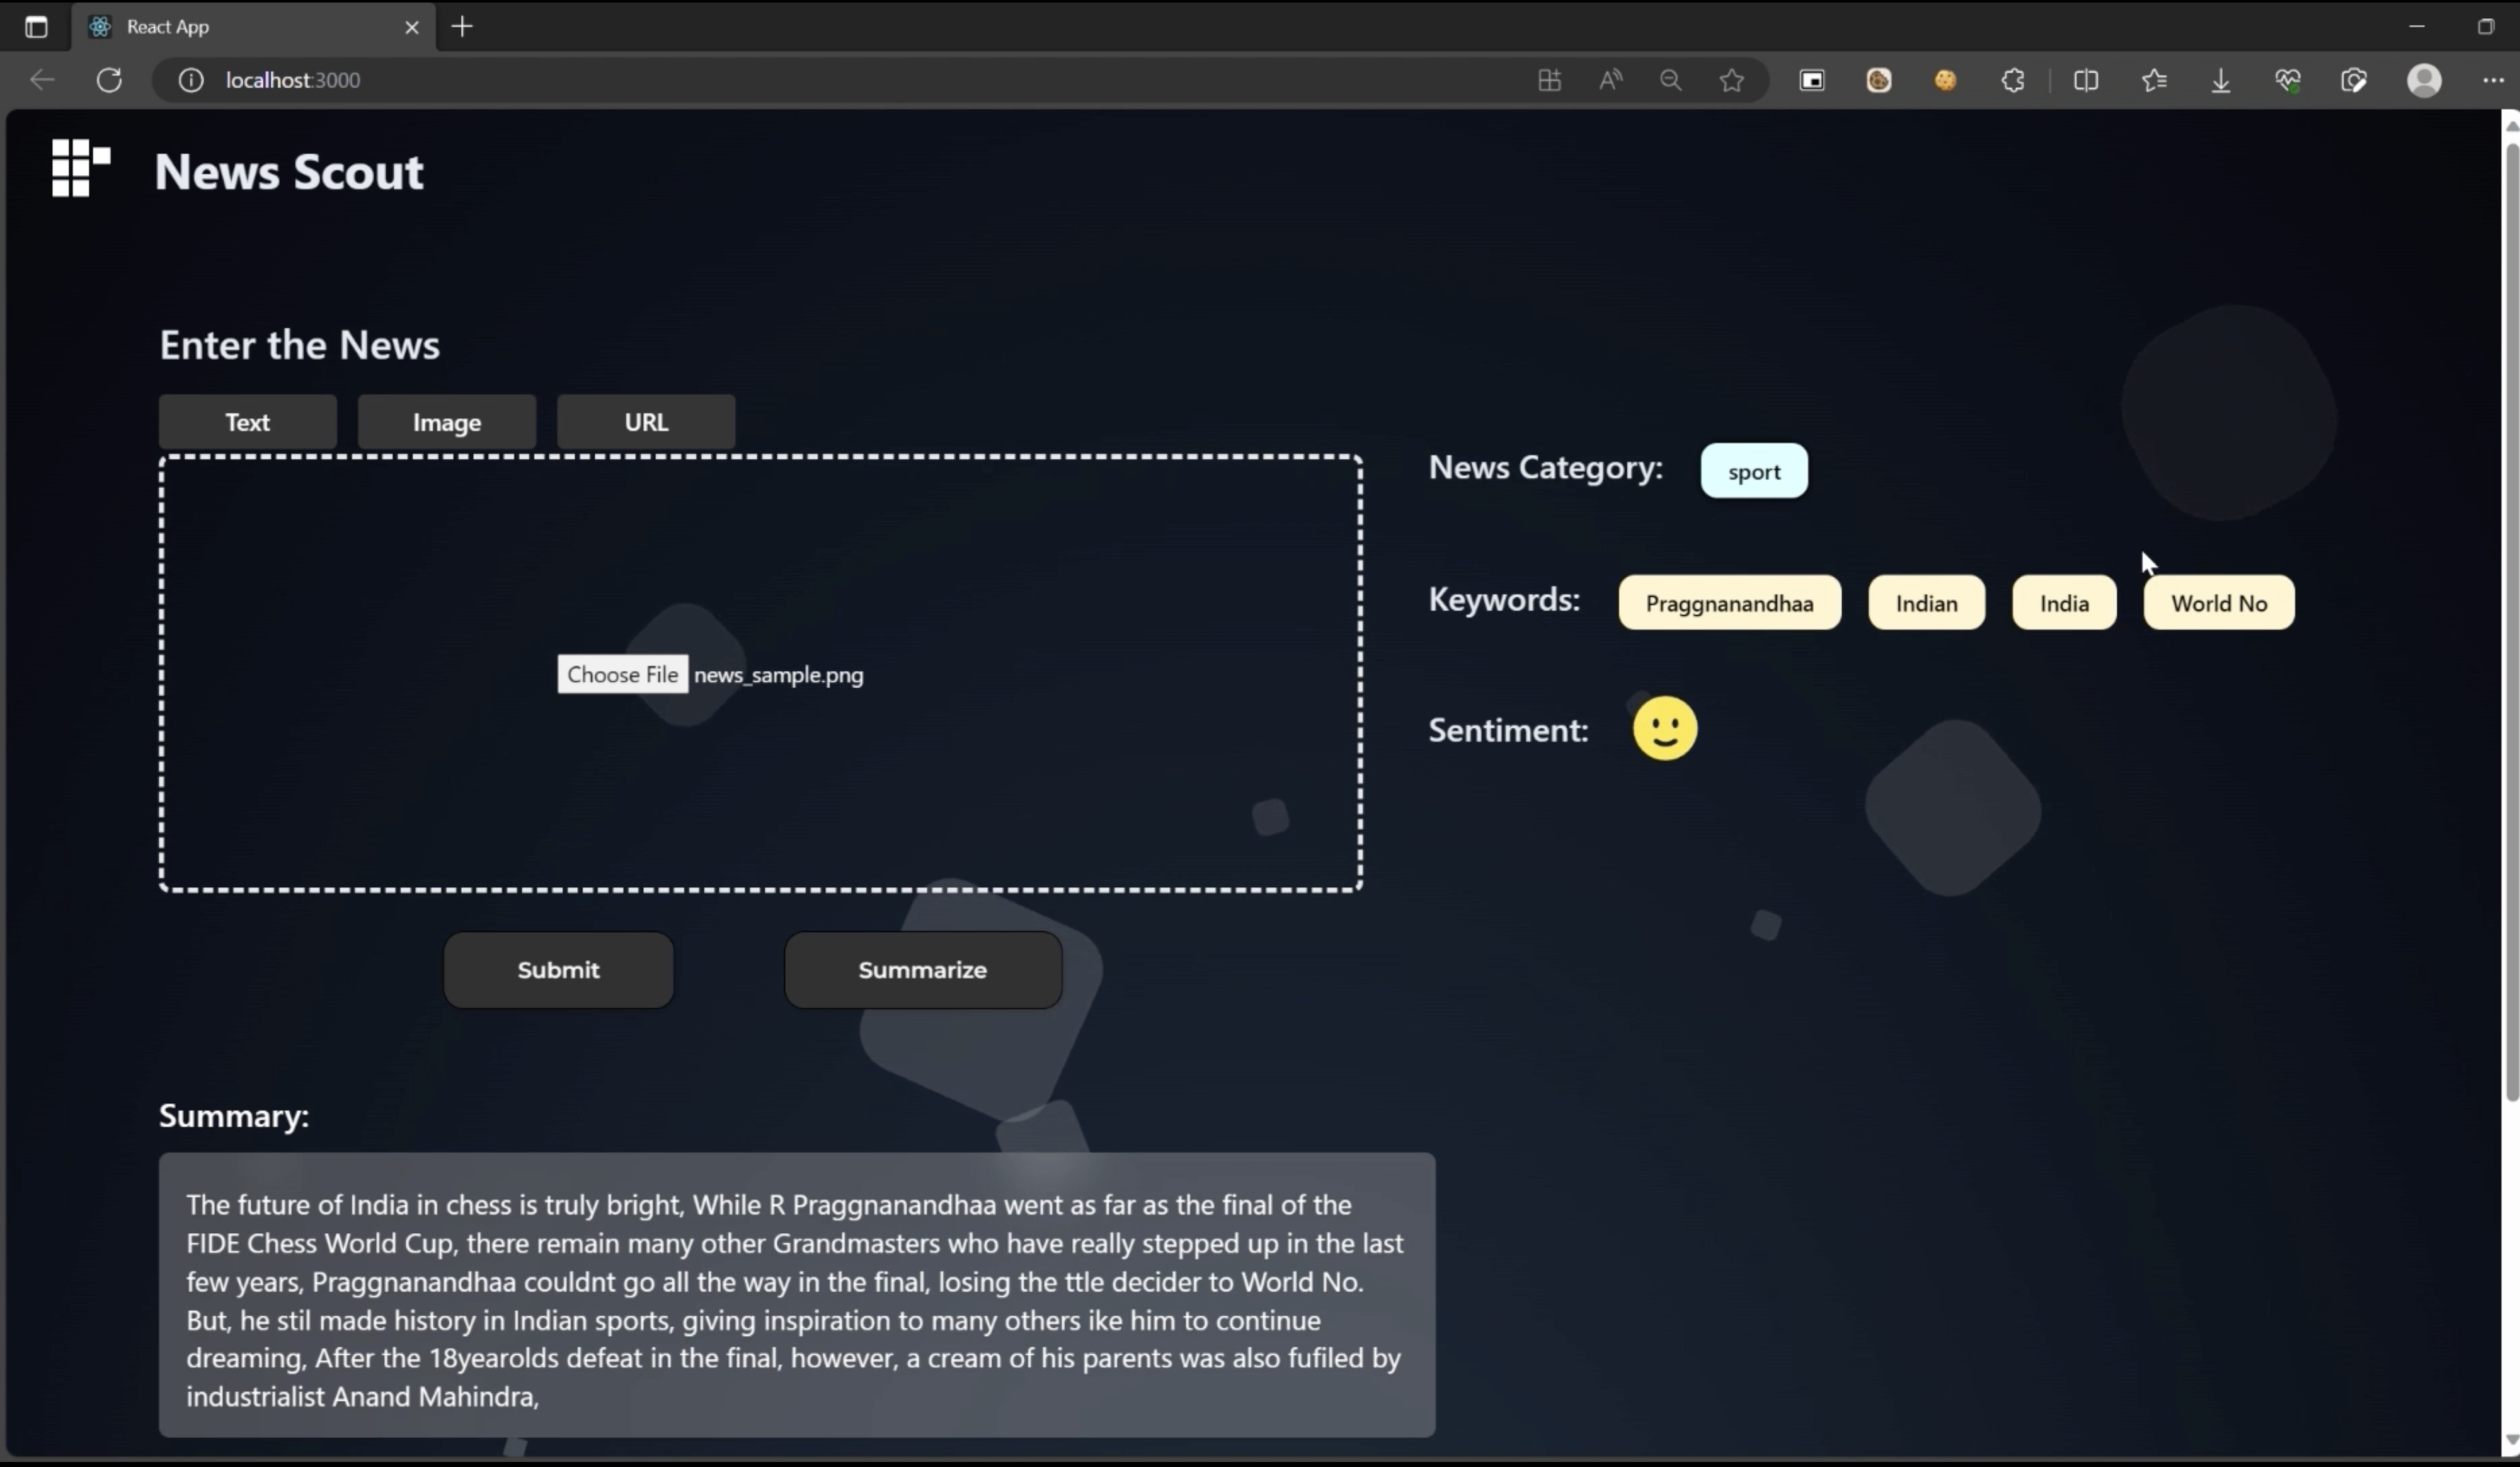 React App
localhost:3000
News Scout
Enter the News
Text Image URL
Choose File news_sample.png
Submit Summarize
News Category: sport
Keywords: Praggnanandhaa Indian India World No
Sentiment:
Summary:
The future of India in chess is truly bright, While R Praggnanandhaa went as far as the final of the
FIDE Chess World Cup, there remain many other Grandmasters who have really stepped up in the last
few years, Praggnanandhaa couldnt go all the way in the final, losing the ttle decider to World No.
But, he stil made history in Indian sports, giving inspiration to many others ike him to continue
dreaming, After the 18yearolds defeat in the final, however, a cream of his parents was also fufiled by
industrialist Anand Mahindra,